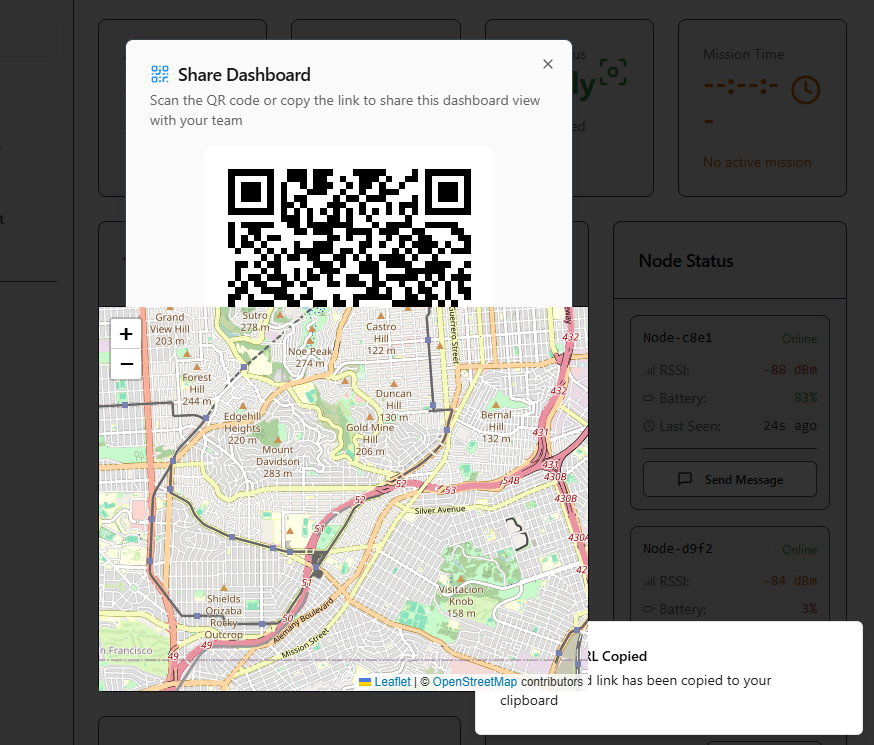 Share Dashboard
Scan the QR code or copy the link to share this dashboard view
with your team
us
ly
ed
Mission Time
--:--:--
No active mission
t
Node Status
Node-c8e1
Online
RSSI:
-88 dBm
Battery:
83%
Last Seen:
24s ago
Send Message
Node-d9f2
Online
RSSI:
-84 dBm
Battery:
3%
+
−
Grand
View Hill
203 m
Sutro
278 m
Castro
Hill
122 m
Noe Peak
274 m
Guerrero Street
way
432
Forest
Hill
244 m
Duncan
Hill
130 m
Edgehill
Heights
220 m
Gold Mine
Hill
206 m
Bernal
Hill
132 m
432
431
431
430B
Mount
Davidson
283 m
52
52
53
54B
430B
Silver Avenue
51
430A
51
42
Shields
Orizaba
Rocky
Outcrop
Visitacion
Knob
158 m
50
Alemany Boulevard
Mission Street
49
49
n Francisco
Leaflet | © OpenStreetMap contributors
RL Copied
d link has been copied to your
clipboard